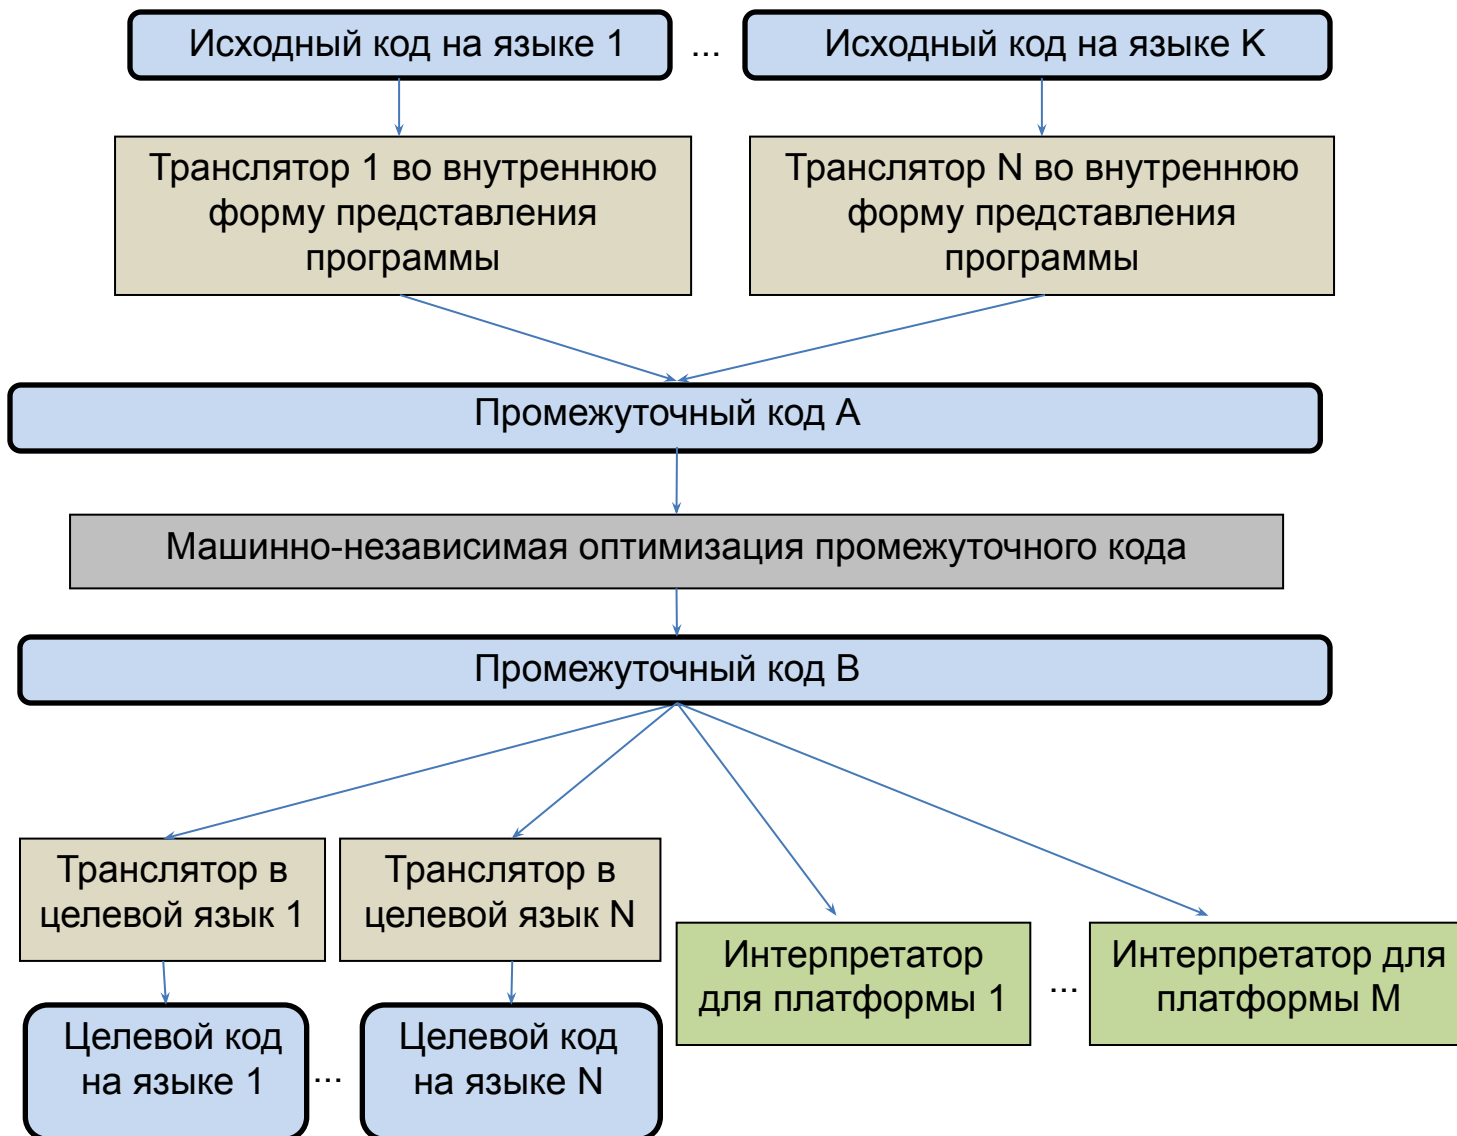 Исходный код на языке 1
...
Исходный код на языке K
Транслятор 1 во внутреннюю
форму представления
программы
Транслятор N во внутреннюю
форму представления
программы
Промежуточный код A
Машинно-независимая оптимизация промежуточного кода
Промежуточный код B
Транслятор в
целевой язык 1
Транслятор в
целевой язык N
Интерпретатор
для платформы 1
...
Интерпретатор для
платформы M
Целевой код
на языке 1
...
Целевой код
на языке N